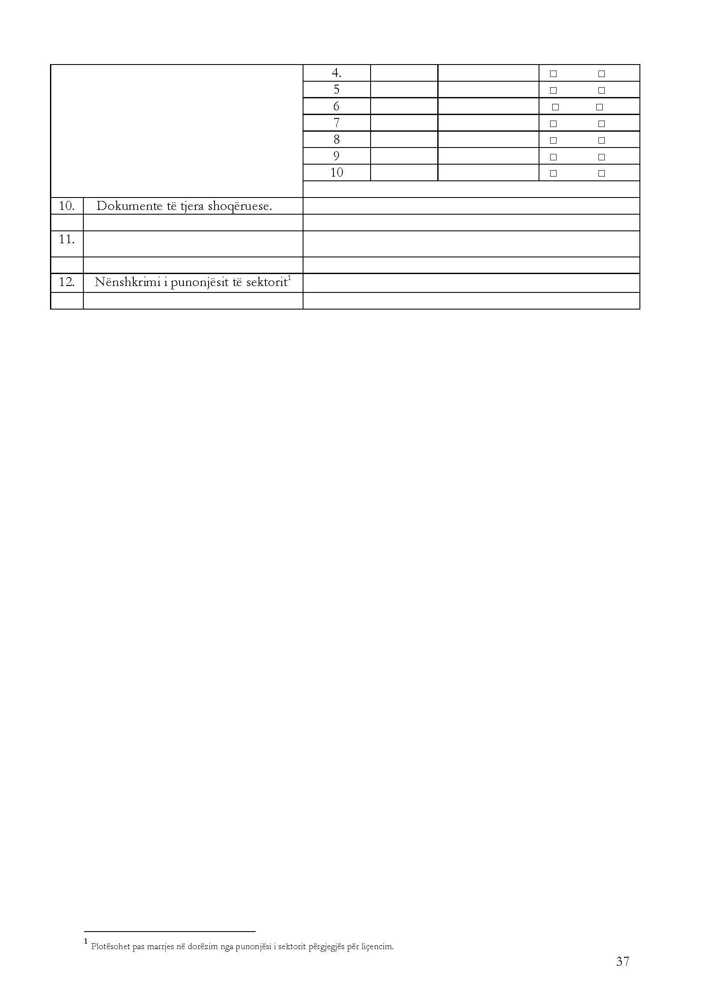 4. □ □
5 □ □
6 □ □
7 □ □
8 □ □
9 □ □
10 □ □
10. Dokumente të tjera shoqëruese.
11.
12. Nënshkrimi i punonjësit të sektorit¹
¹ Plotësohet pas marrjes në dorëzim nga punonjësi i sektorit përgjegjës për liçencim.
37